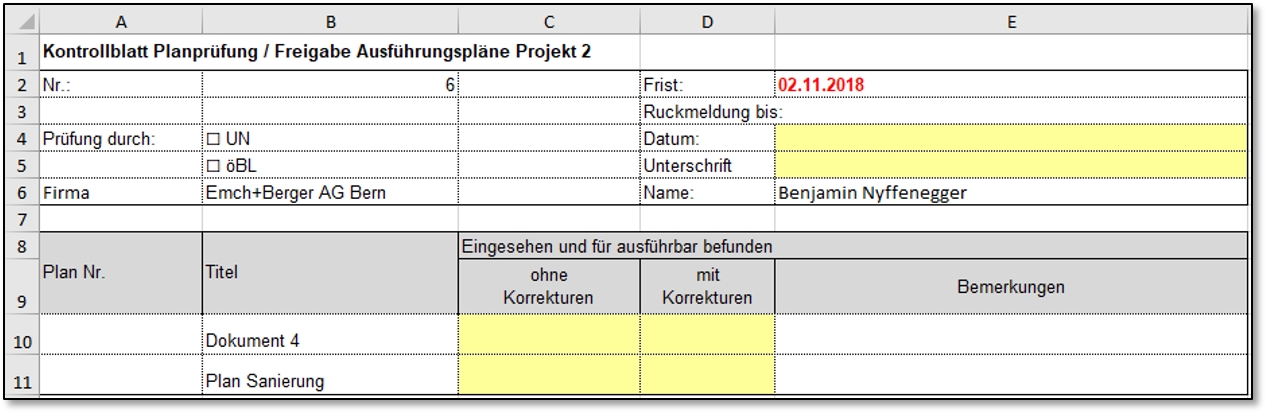 A B C D E
1 Kontrollblatt Planprüfung / Freigabe Ausführungspläne Projekt 2
2 Nr.: 6 Frist: 02.11.2018
3 Ruckmeldung bis:
4 Prüfung durch: ☐ UN Datum:
5 ☐ öBL Unterschrift
6 Firma Emch+Berger AG Bern Name: Benjamin Nyffenegger
7
8 Eingesehen und für ausführbar befunden
Plan Nr. Titel
9 ohne Korrekturen mit Korrekturen Bemerkungen
10 Dokument 4
11 Plan Sanierung